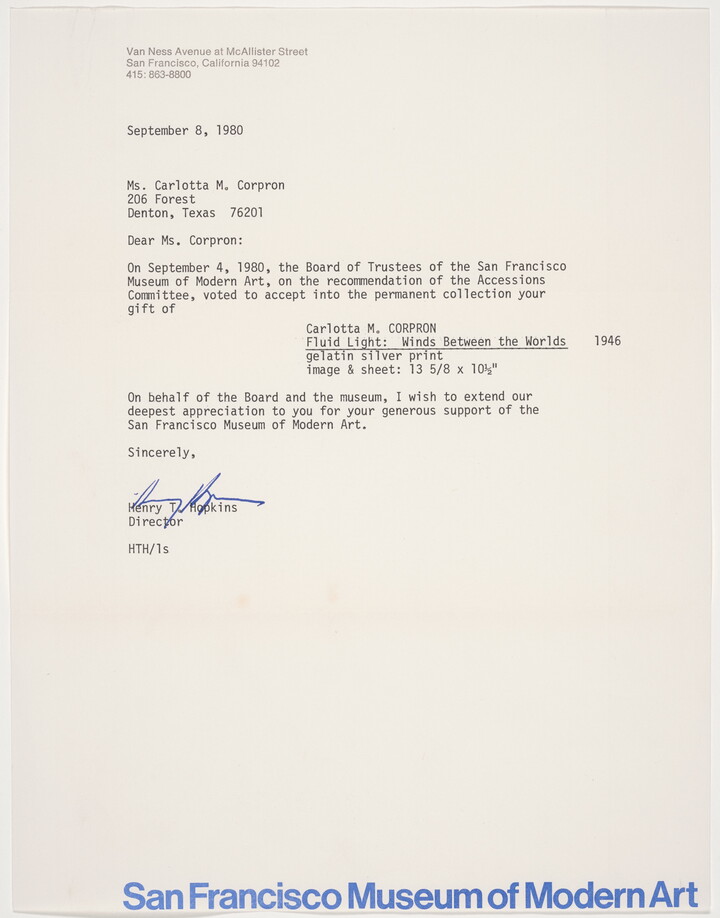 Van Ness Avenue at McAllister Street
San Francisco, California 94102
415: 863-8800
September 8, 1980
Ms. Carlotta M. Corpron
206 Forest
Denton, Texas  76201
Dear Ms. Corpron:
On September 4, 1980, the Board of Trustees of the San Francisco
Museum of Modern Art, on the recommendation of the Accessions
Committee, voted to accept into the permanent collection your
gift of
Carlotta M. CORPRON
Fluid Light:  Winds Between the Worlds    1946
gelatin silver print
image & sheet: 13 5/8 x 10½"
On behalf of the Board and the museum, I wish to extend our
deepest appreciation to you for your generous support of the
San Francisco Museum of Modern Art.
Sincerely,
Henry T. Hopkins
Director
HTH/ls
San Francisco Museum of Modern Art